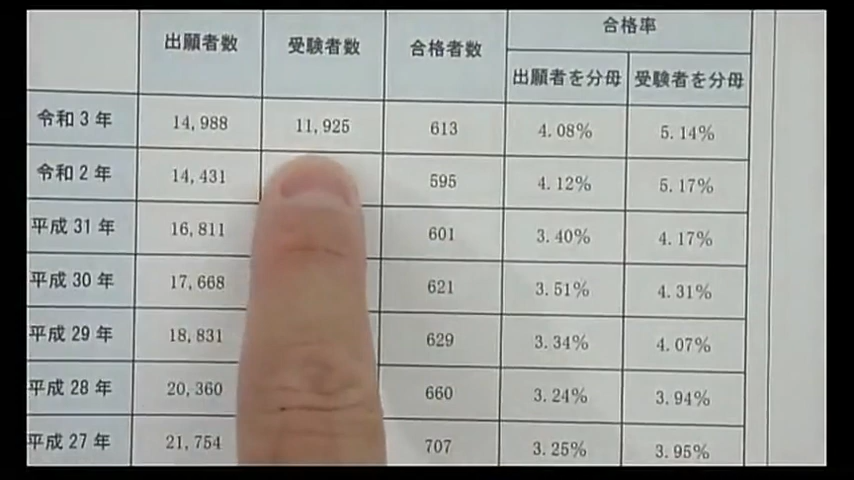 出願者数 受験者数 合格者数 合格率
出願者を分母 受験者を分母
令和3年 14,988 11,925 613 4.08% 5.14%
令和2年 14,431 595 4.12% 5.17%
平成31年 16,811 601 3.40% 4.17%
平成30年 17,668 621 3.51% 4.31%
平成29年 18,831 629 3.34% 4.07%
平成28年 20,360 660 3.24% 3.94%
平成27年 21,754 707 3.25% 3.95%